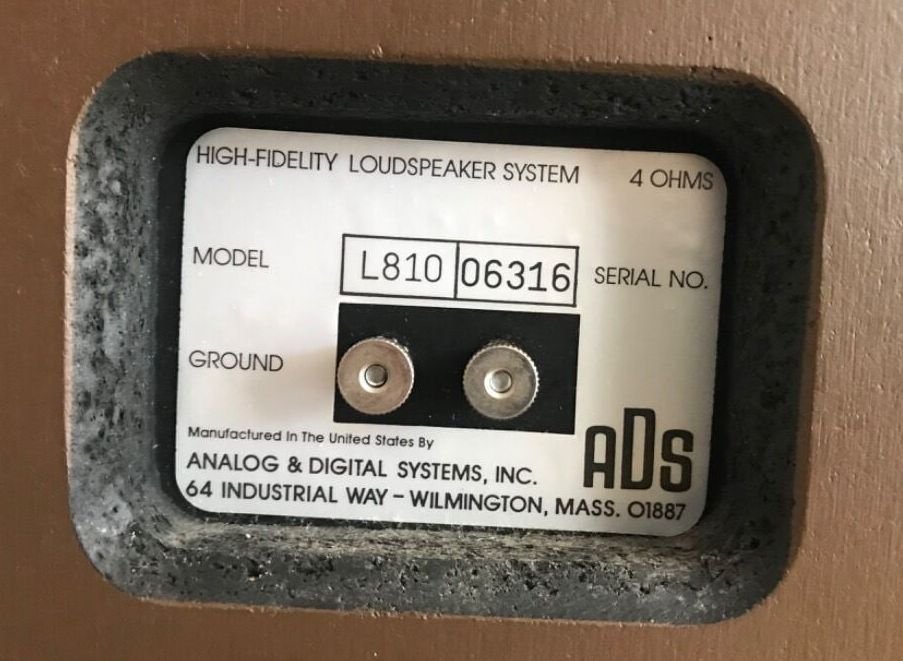 HIGH-FIDELITY LOUDSPEAKER SYSTEM 4 OHMS
MODEL L810 06316 SERIAL NO.
GROUND
Manufactured In The United States By
ANALOG & DIGITAL SYSTEMS, INC.
64 INDUSTRIAL WAY – WILMINGTON, MASS. 01887
ADS